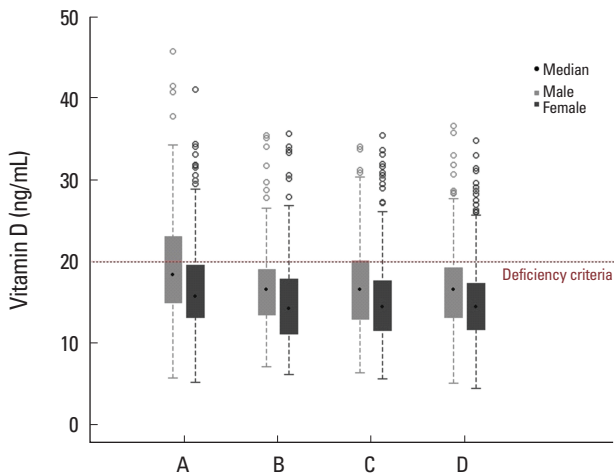 50
40
30
20
10
0
Vitamin D (ng/mL)
Median
Male
Female
Deficiency criteria
A B C D